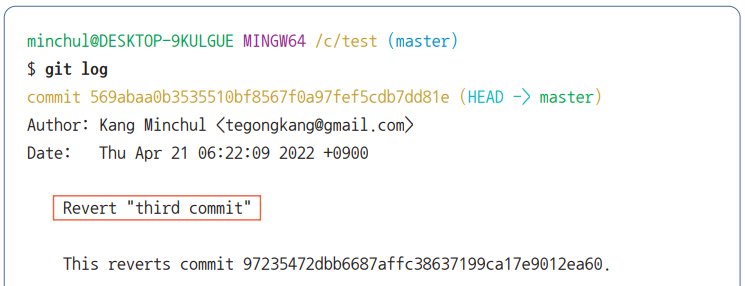 minchul@DESKTOP-9KULGUE MINGW64 /c/test (master)
$ git log
commit 569abaa0b3535510bf8567f0a97fef5cdb7dd81e (HEAD -> master)
Author: Kang Minchul <tegongkang@gmail.com>
Date:   Thu Apr 21 06:22:09 2022 +0900
Revert "third commit"
This reverts commit 97235472dbb6687affc38637199ca17e9012ea60.